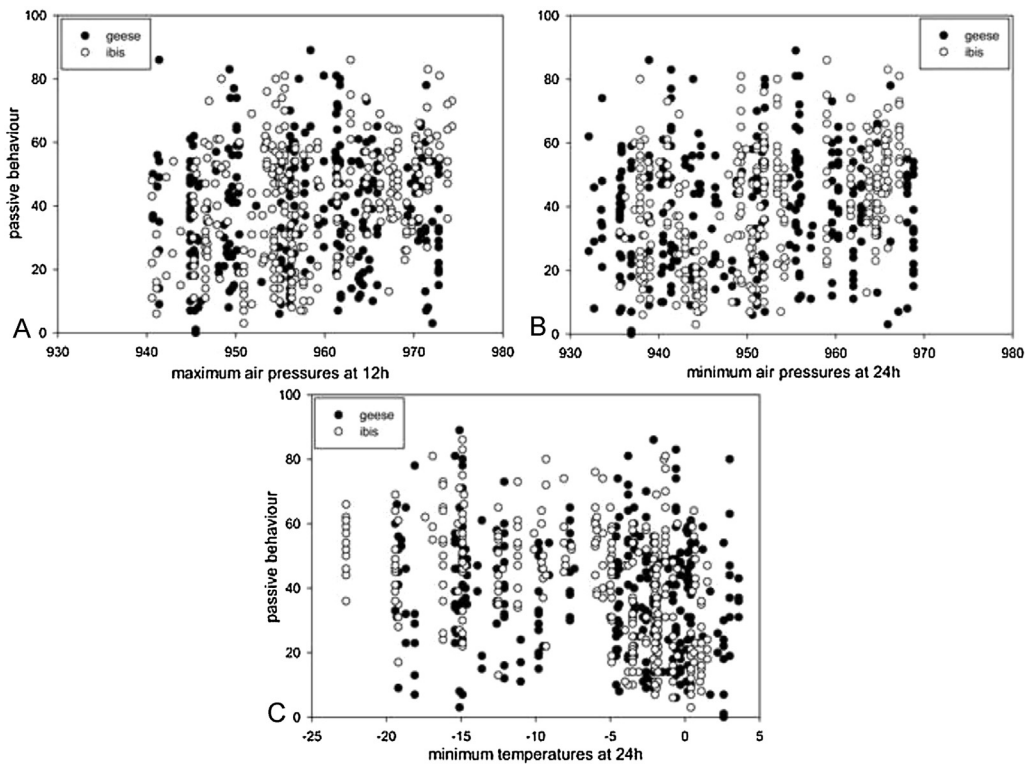 100
80
60
40
20
0
passive behaviour
geese
ibis
A
930 940 950 960 970 980
maximum air pressures at 12h
100
80
60
40
20
0
geese
ibis
B
930 940 950 960 970 980
minimum air pressures at 24h
100
80
60
40
20
0
passive behaviour
geese
ibis
C
-25 -20 -15 -10 -5 0 5
minimum temperatures at 24h